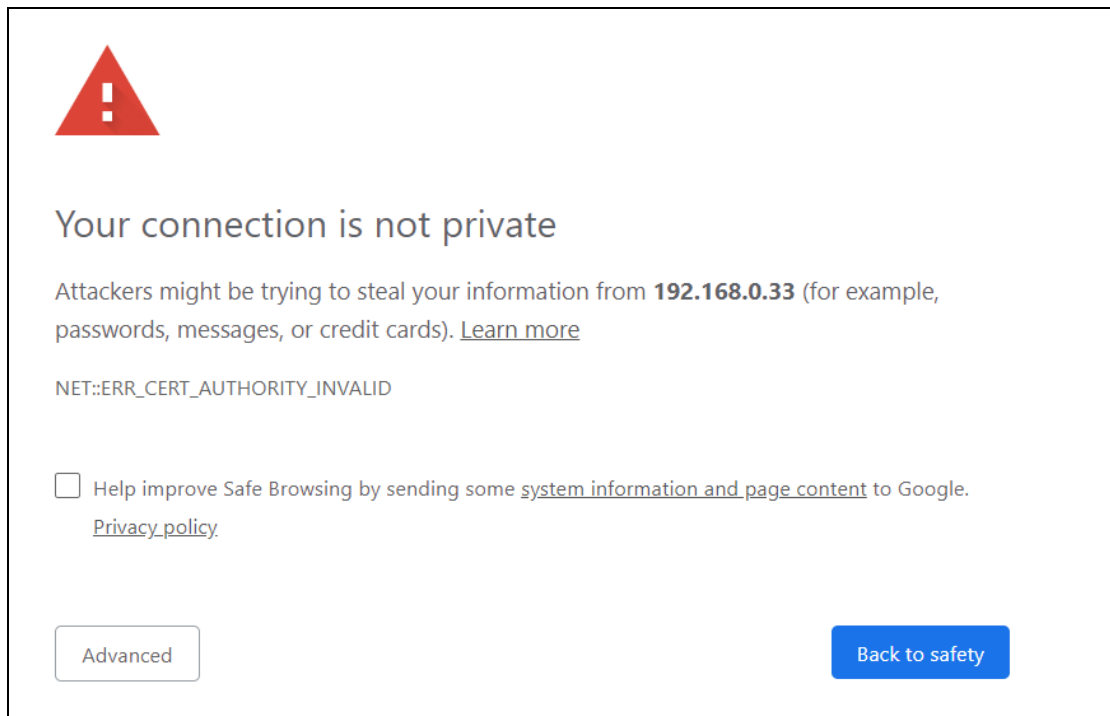 Your connection is not private
Attackers might be trying to steal your information from 192.168.0.33 (for example,
passwords, messages, or credit cards). Learn more
NET::ERR_CERT_AUTHORITY_INVALID
Help improve Safe Browsing by sending some system information and page content to Google.
Privacy policy
Advanced
Back to safety